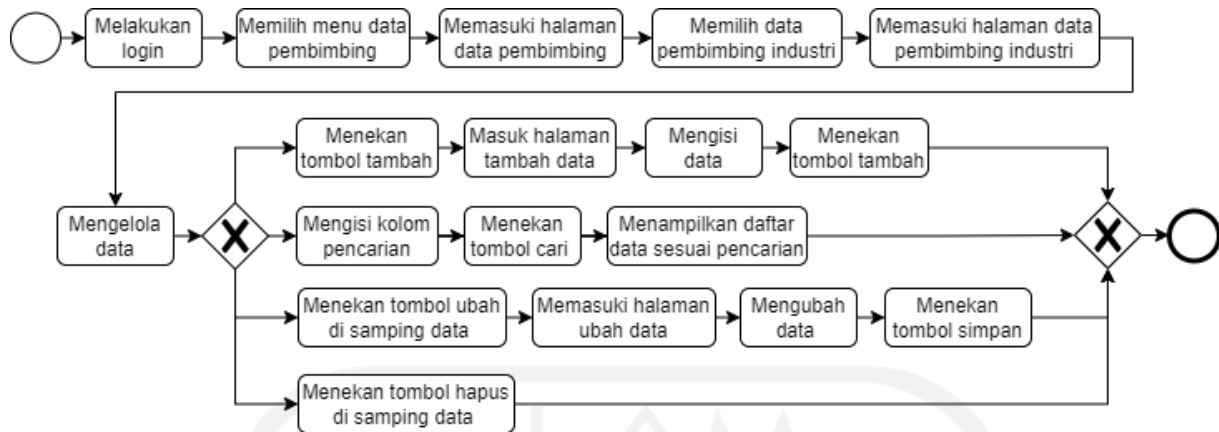 Melakukan
login
Memilih menu data
pembimbing
Memasuki halaman
data pembimbing
Memilih data
pembimbing industri
Memasuki halaman data
pembimbing industri
Mengelola
data
Menekan
tombol tambah
Masuk halaman
tambah data
Mengisi
data
Menekan
tombol tambah
Mengisi kolom
pencarian
Menekan
tombol cari
Menampilkan daftar
data sesuai pencarian
Menekan tombol ubah
di samping data
Memasuki halaman
ubah data
Mengubah
data
Menekan
tombol simpan
Menekan tombol hapus
di samping data